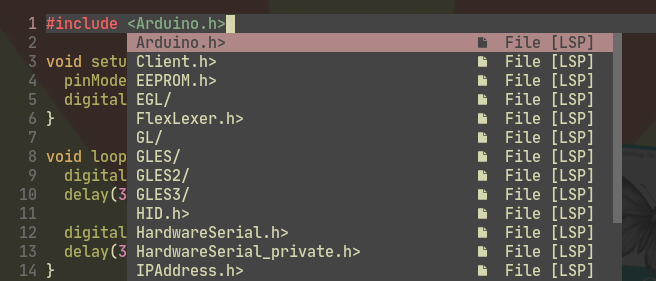 1 #include <Arduino.h>
2 Arduino.h> File [LSP]
3 void setu Client.h> File [LSP]
4 pinMode EEPROM.h> File [LSP]
5 digital EGL/ File [LSP]
6 } FlexLexer.h> File [LSP]
7 GL/ File [LSP]
8 void loop GLES/ File [LSP]
9 digital GLES2/ File [LSP]
10 delay(3 GLES3/ File [LSP]
11 HID.h> File [LSP]
12 digital HardwareSerial.h> File [LSP]
13 delay(3 HardwareSerial_private.h> File [LSP]
14 } IPAddress.h> File [LSP]